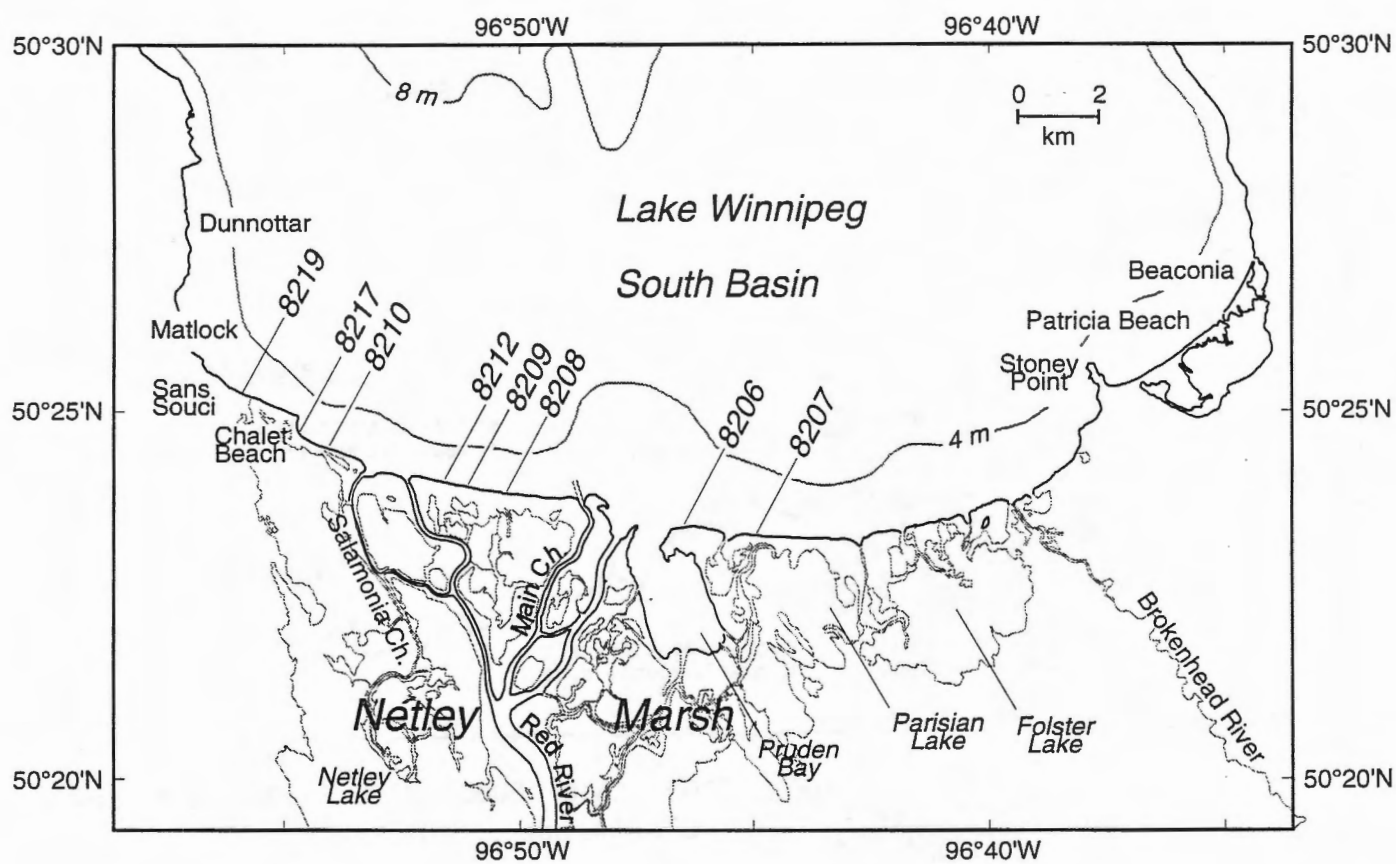 96°50'W
96°40'W
50°30'N
50°30'N
8 m
0 2
km
Lake Winnipeg
South Basin
Dunnottar
Beaconia
8219
8217
8210
Patricia Beach
Matlock
8212
8209
8208
Stoney
Point
8206
8207
Sans
Souci
50°25'N
50°25'N
Chalet
Beach
4 m
Salamonia Ch.
Main Ch.
Brokenhead River
Netley
Marsh
Red River
Parisian
Lake
Folster
Lake
Pruden
Bay
Netley
Lake
50°20'N
50°20'N
96°50'W
96°40'W